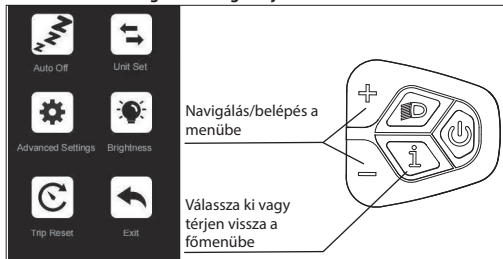 Auto Off
Unit Set
Advanced Settings
Brightness
Trip Reset
Exit
Navigálás/belépés a
menübe
Válassza ki vagy
térjen vissza a
főmenübe